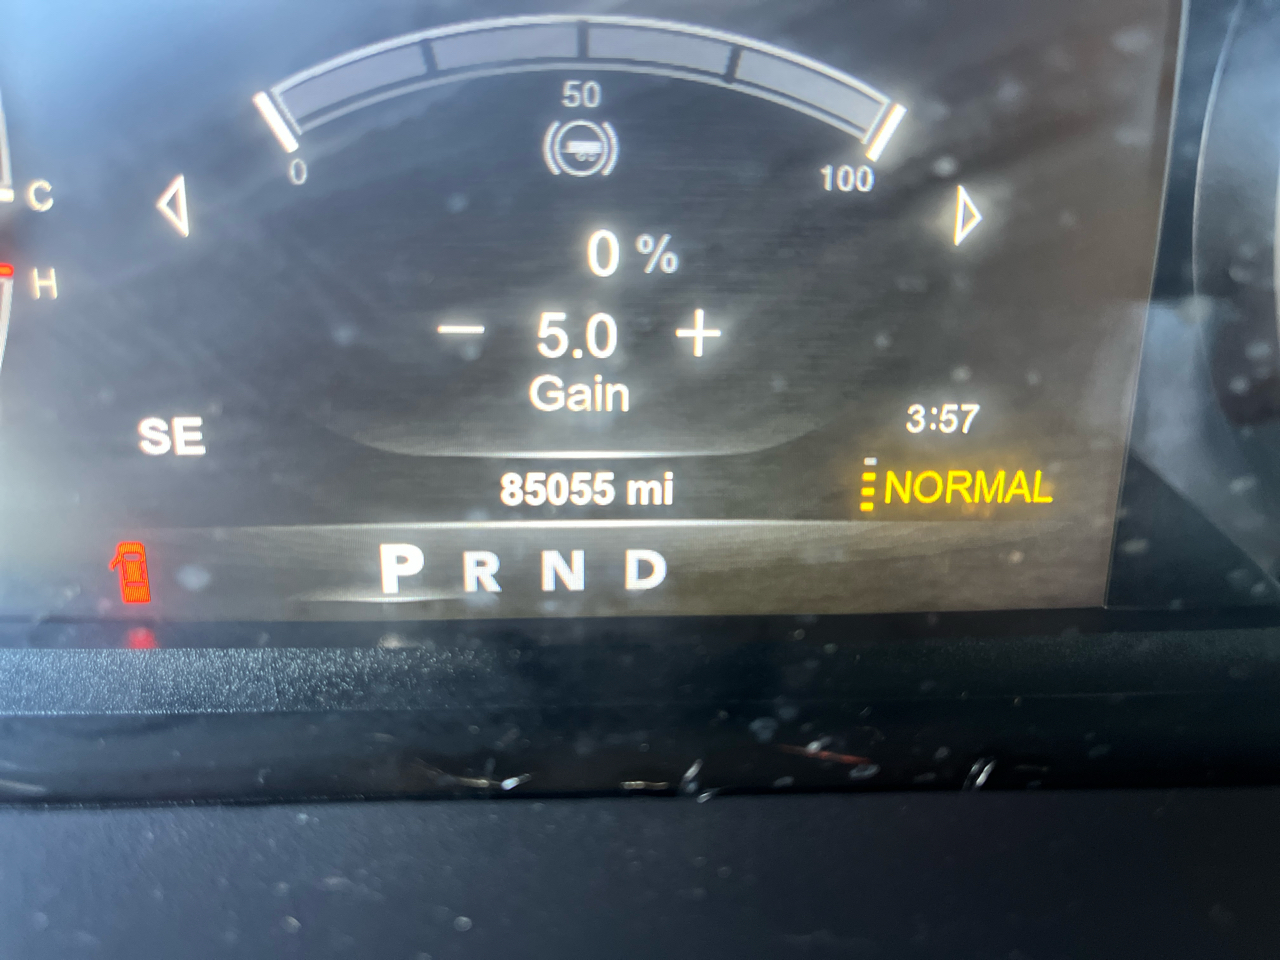 50
0
100
C
0 %
H
− 5.0 +
Gain
3:57
SE
85055 mi
NORMAL
P R N D